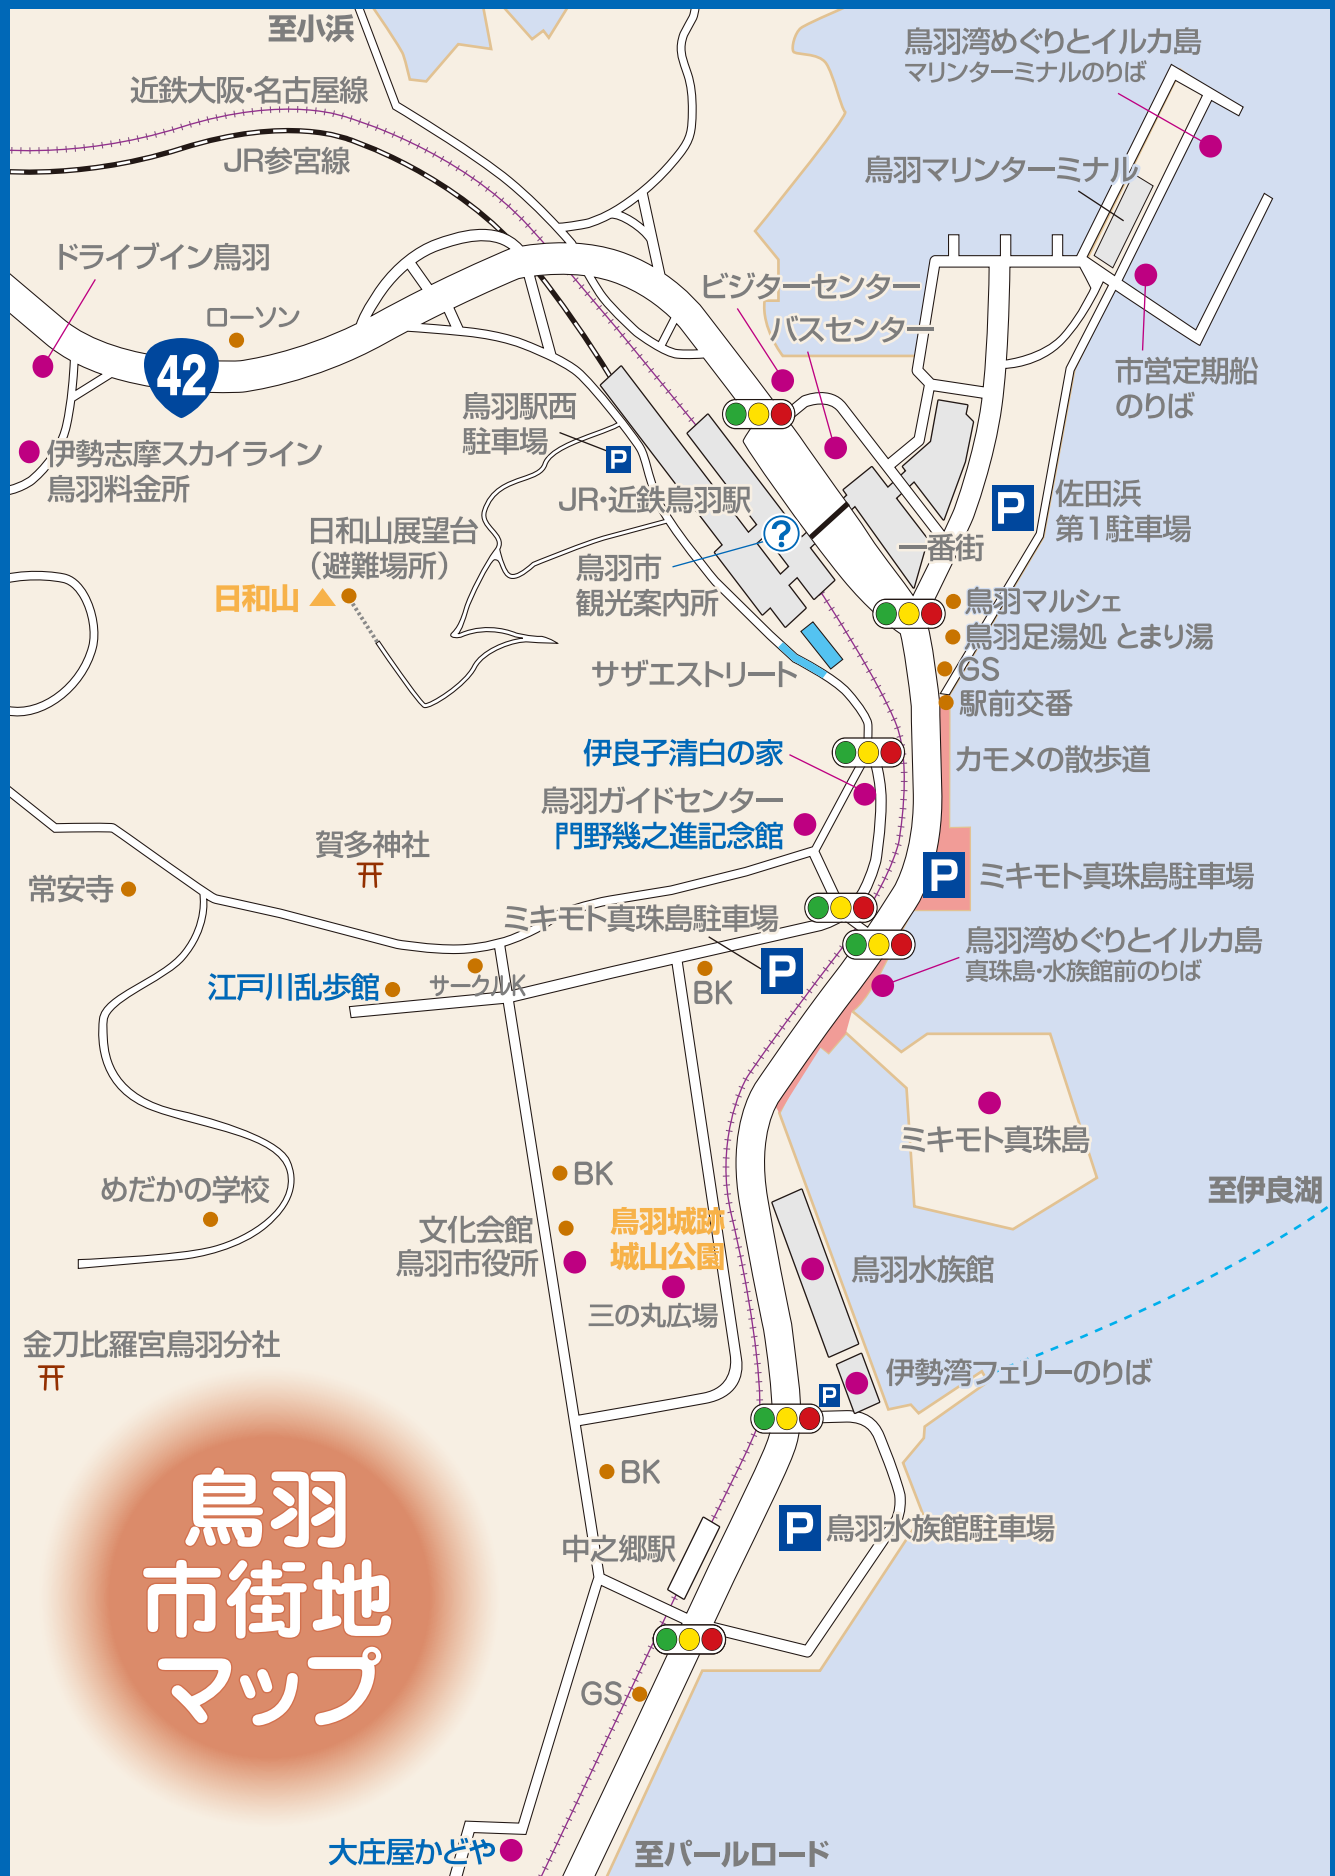 至小浜
近鉄大阪・名古屋線
JR参宮線
鳥羽湾めぐりとイルカ島
マリンターミナルのりば
鳥羽マリンターミナル
ドライブイン鳥羽
ローソン
42
ビジターセンター
バスセンター
市営定期船
のりば
伊勢志摩スカイライン
鳥羽料金所
鳥羽駅西
駐車場
P
JR・近鉄鳥羽駅
P
佐田浜
第1駐車場
日和山展望台
（避難場所）
日和山
?
鳥羽市
観光案内所
一番街
鳥羽マルシェ
鳥羽足湯処 とまり湯
GS
駅前交番
サザエストリート
カモメの散歩道
伊良子清白の家
鳥羽ガイドセンター
門野幾之進記念館
賀多神社
常安寺
P
ミキモト真珠島駐車場
ミキモト真珠島駐車場
P
鳥羽湾めぐりとイルカ島
真珠島・水族館前のりば
江戸川乱歩館
サークルK
BK
ミキモト真珠島
めだかの学校
BK
文化会館
鳥羽市役所
鳥羽城跡
城山公園
三の丸広場
至伊良湖
鳥羽水族館
金刀比羅宮鳥羽分社
伊勢湾フェリーのりば
P
BK
P
鳥羽水族館駐車場
中之郷駅
鳥羽
市街地
マップ
GS
大庄屋かどや
至パールロード